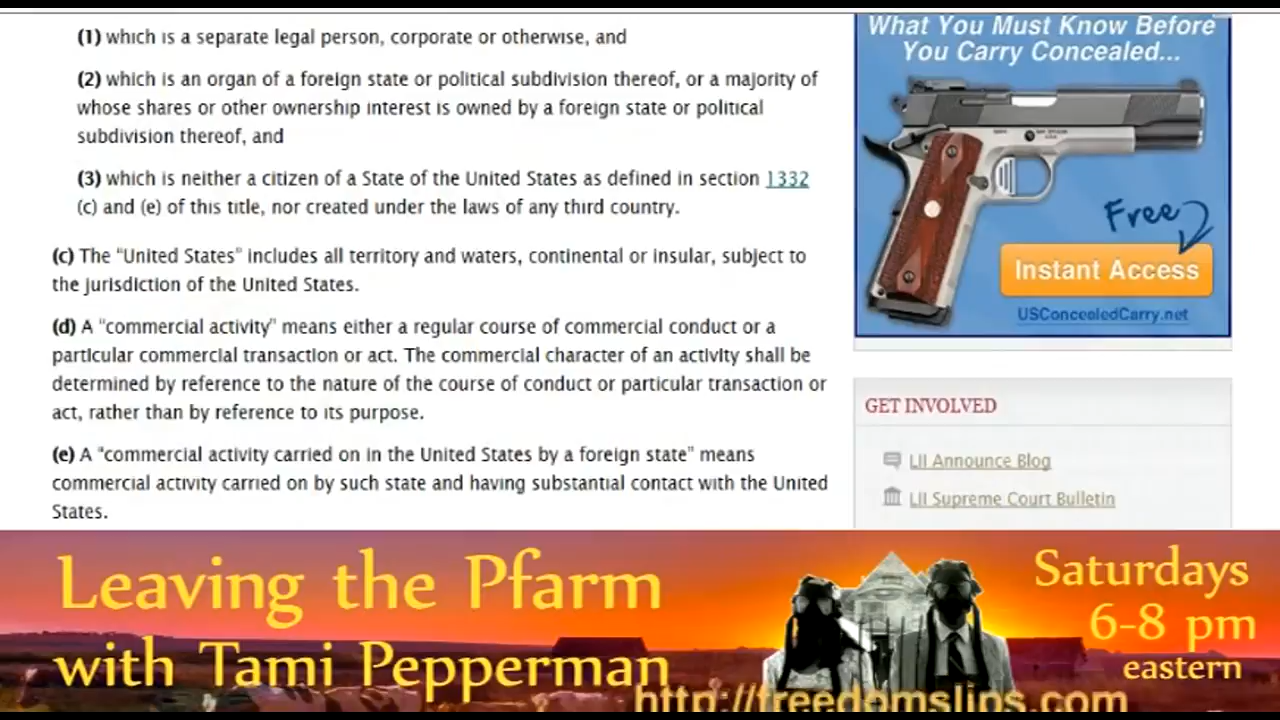 (1) which is a separate legal person, corporate or otherwise, and
(2) which is an organ of a foreign state or political subdivision thereof, or a majority of
whose shares or other ownership interest is owned by a foreign state or political
subdivision thereof, and
(3) which is neither a citizen of a State of the United States as defined in section 1332
(c) and (e) of this title, nor created under the laws of any third country.
(c) The “United States” includes all territory and waters, continental or insular, subject to
the jurisdiction of the United States.
(d) A “commercial activity” means either a regular course of commercial conduct or a
particular commercial transaction or act. The commercial character of an activity shall be
determined by reference to the nature of the course of conduct or particular transaction or
act, rather than by reference to its purpose.
(e) A “commercial activity carried on in the United States by a foreign state” means
commercial activity carried on by such state and having substantial contact with the United
States.
What You Must Know Before
You Carry Concealed...
Free
Instant Access
USConcealedCarry.net
GET INVOLVED
LII Announce Blog
LII Supreme Court Bulletin
Leaving the Pfarm
with Tami Pepperman
Saturdays
6-8 pm
eastern
http://freedomslips.com